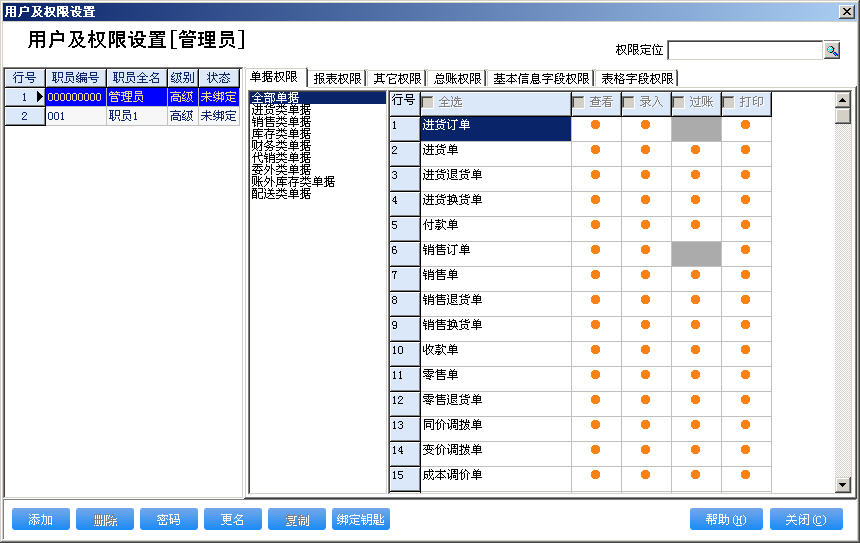 用户及权限设置
用户及权限设置[管理员]
权限定位
行号 职员编号 职员全名 级别 状态
1 000000000 管理员 高级 未绑定
2 001 职员1 高级 未绑定
单据权限 报表权限 其它权限 总账权限 基本信息字段权限 表格字段权限
全部单据
进货类单据
销售类单据
库存类单据
财务类单据
代销类单据
委外类单据
账外库存类单据
配送类单据
行号 全选 查看 录入 过账 打印
1 进货订单
2 进货单
3 进货退货单
4 进货换货单
5 付款单
6 销售订单
7 销售单
8 销售退货单
9 销售换货单
10 收款单
11 零售单
12 零售退货单
13 同价调拨单
14 变价调拨单
15 成本调价单
添加 删除 密码 更名 复制 绑定钥匙 帮助(H) 关闭(C)